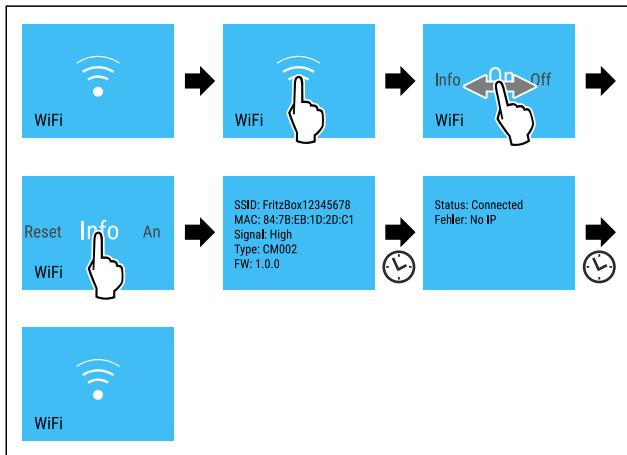 WiFi
WiFi
Info On Off
WiFi
Reset Info An
WiFi
SSID: FritzBox12345678
MAC: 84:7B:EB:1D:2D:C1
Signal: High
Type: CM002
FW: 1.0.0
Status: Connected
Fehler: No IP
WiFi